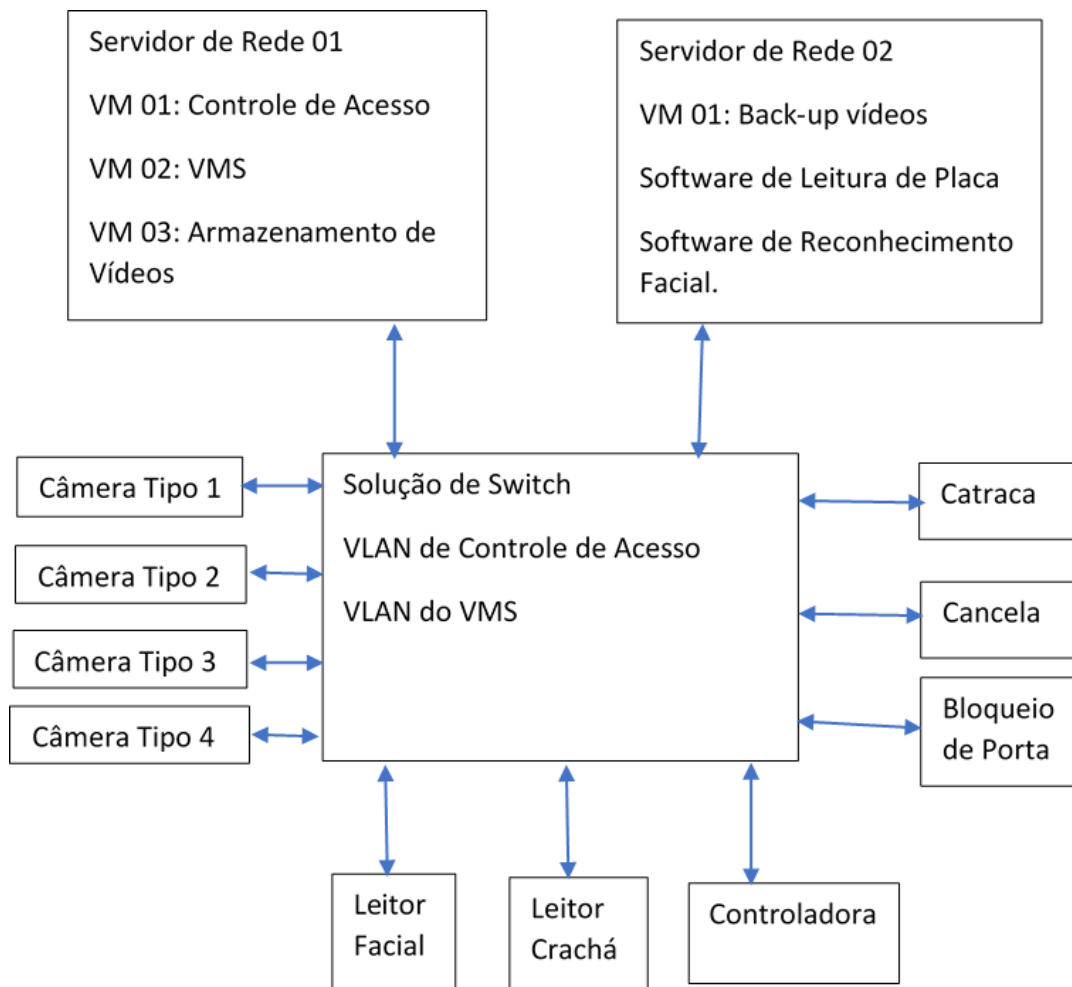 Servidor de Rede 01
VM 01: Controle de Acesso
VM 02: VMS
VM 03: Armazenamento de
Vídeos
Servidor de Rede 02
VM 01: Back-up vídeos
Software de Leitura de Placa
Software de Reconhecimento
Facial.
Câmera Tipo 1
Câmera Tipo 2
Câmera Tipo 3
Câmera Tipo 4
Solução de Switch
VLAN de Controle de Acesso
VLAN do VMS
Catraca
Cancela
Bloqueio
de Porta
Leitor
Facial
Leitor
Crachá
Controladora